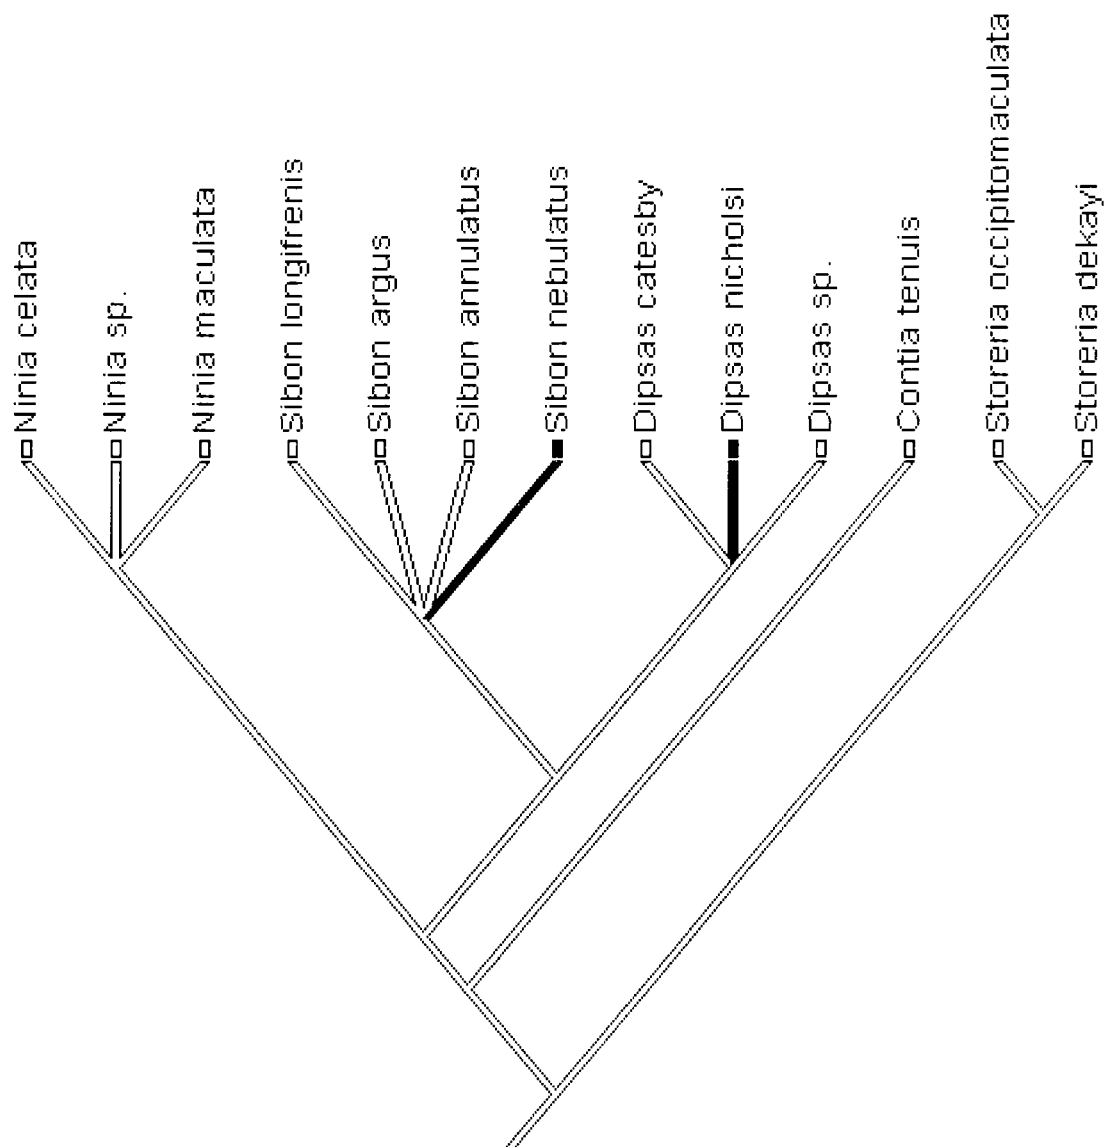 Ninia celata
Ninia sp.
Ninia maculata
Sibon longifrenis
Sibon argus
Sibon annulatus
Sibon nebulatus
Dipsas catesby
Dipsas nicholsi
Dipsas sp.
Contia tenuis
Storeria occipitomaculata
Storeria dekayi